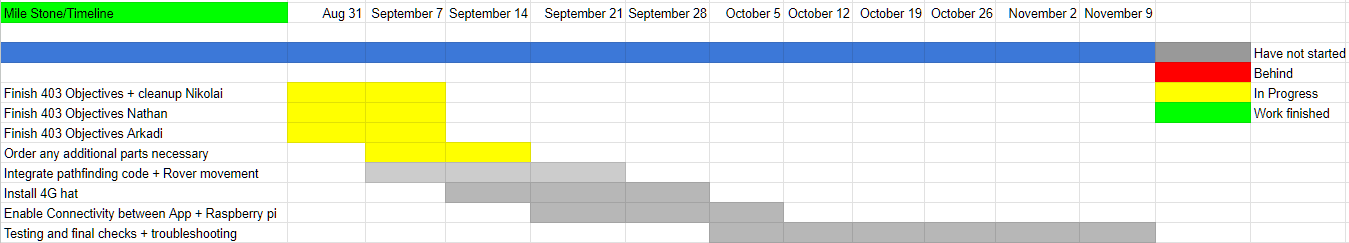 Mile Stone/Timeline Aug 31 September 7 September 14 September 21 September 28 October 5 October 12 October 19 October 26 November 2 November 9
Have not started
Behind
Finish 403 Objectives + cleanup Nikolai In Progress
Finish 403 Objectives Nathan Work finished
Finish 403 Objectives Arkadi
Order any additional parts necessary
Integrate pathfinding code + Rover movement
Install 4G hat
Enable Connectivity between App + Raspberry pi
Testing and final checks + troubleshooting